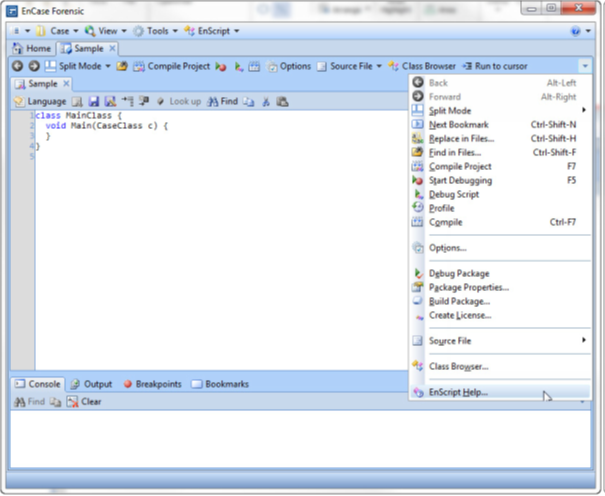 EnCase Forensic
Case View Tools EnScript
Home Sample
Split Mode Compile Project Options Source File Class Browser Run to cursor
Sample
Language Look up Find
1 class MainClass {
2 void Main(CaseClass c) {
3 }
4 }
5
Back Alt-Left
Forward Alt-Right
Split Mode
Next Bookmark Ctrl-Shift-N
Replace in Files... Ctrl-Shift-H
Find in Files... Ctrl-Shift-F
Compile Project F7
Start Debugging F5
Debug Script
Profile
Compile Ctrl-F7
Options...
Debug Package
Package Properties...
Build Package...
Create License...
Source File
Class Browser...
EnScript Help...
Console Output Breakpoints Bookmarks
Find Clear